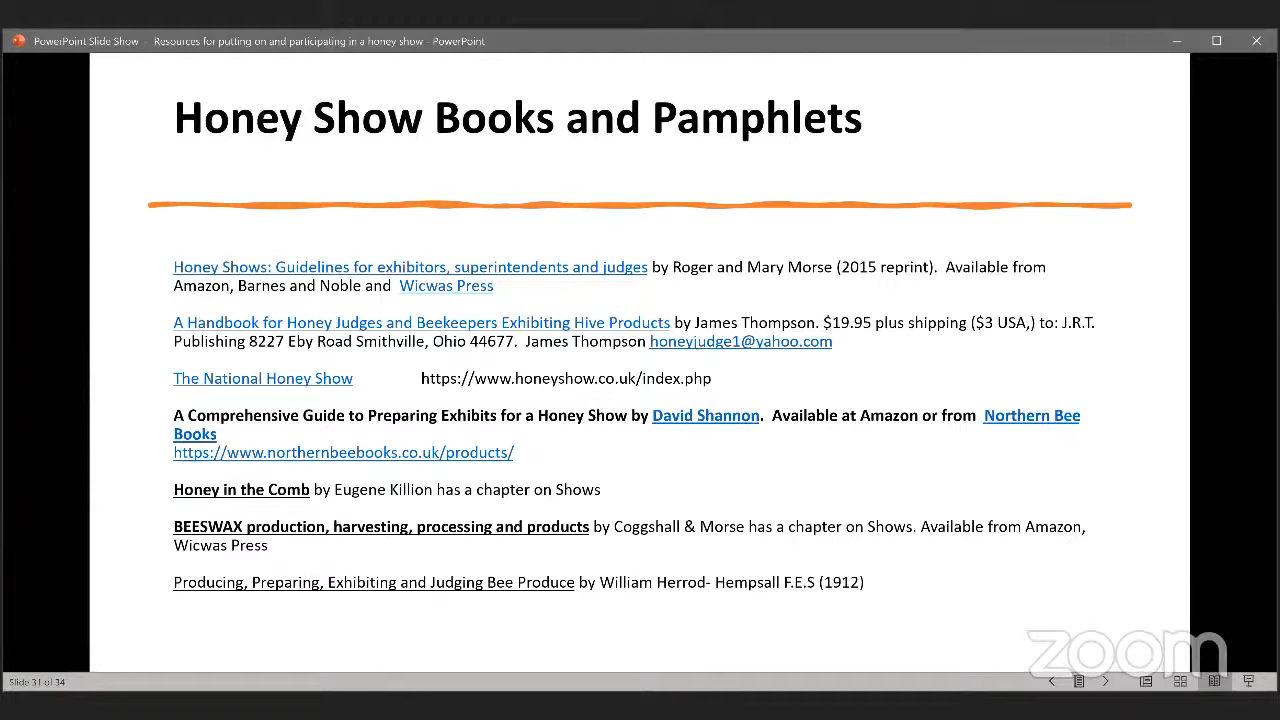 PowerPoint Slide Show - Resources for putting on and participating in a honey show - PowerPoint
Honey Show Books and Pamphlets
Honey Shows: Guidelines for exhibitors, superintendents and judges by Roger and Mary Morse (2015 reprint). Available from
Amazon, Barnes and Noble and Wicwas Press
A Handbook for Honey Judges and Beekeepers Exhibiting Hive Products by James Thompson. $19.95 plus shipping ($3 USA,) to: J.R.T.
Publishing 8227 Eby Road Smithville, Ohio 44677. James Thompson honeyjudge1@yahoo.com
The National Honey Show https://www.honeyshow.co.uk/index.php
A Comprehensive Guide to Preparing Exhibits for a Honey Show by David Shannon. Available at Amazon or from Northern Bee
Books
https://www.northernbeebooks.co.uk/products/
Honey in the Comb by Eugene Killion has a chapter on Shows
BEESWAX production, harvesting, processing and products by Coggshall & Morse has a chapter on Shows. Available from Amazon,
Wicwas Press
Producing, Preparing, Exhibiting and Judging Bee Produce by William Herrod- Hempsall F.E.S (1912)
zoom
Slide 31 of 34